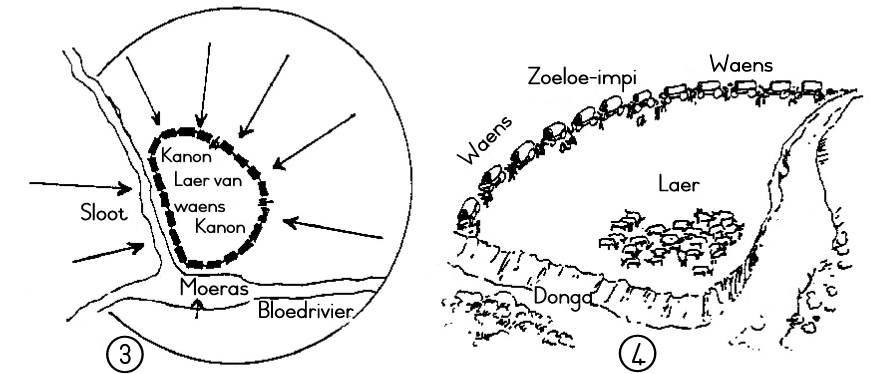 Kanon
Laer van
waens
Kanon
Sloot
Moeras
Bloedrivier
3
Zoeloe-impi
Waens
Waens
Laer
Donga
4